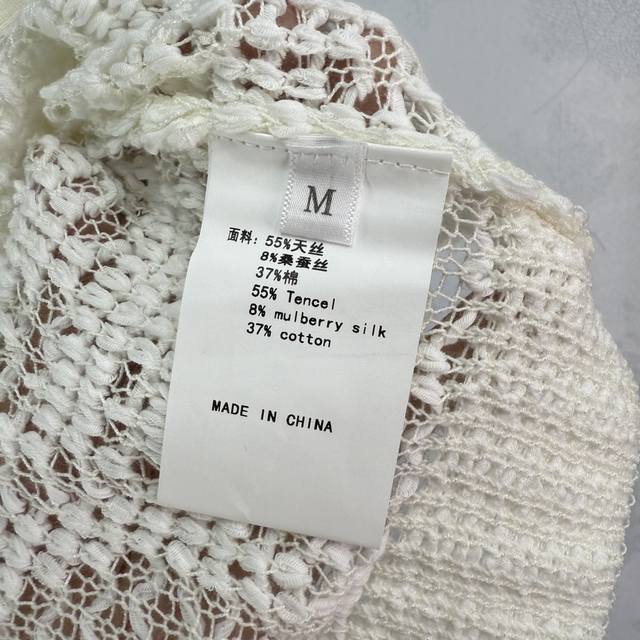 M
面料：55%天丝
8%桑蚕丝
37%棉
55% Tencel
8% mulberry silk
37% cotton
MADE IN CHINA